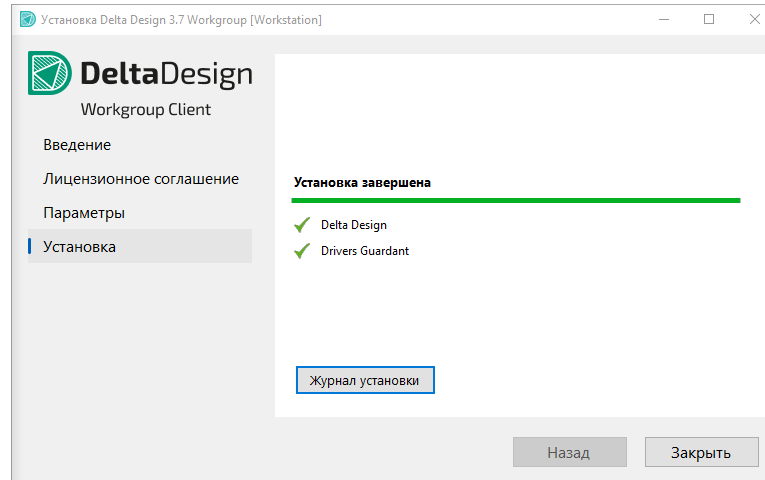 Установка Delta Design 3.7 Workgroup [Workstation]
DeltaDesign
Workgroup Client
Введение
Лицензионное соглашение
Параметры
Установка
Установка завершена
Delta Design
Drivers Guardant
Журнал установки
Назад
Закрыть